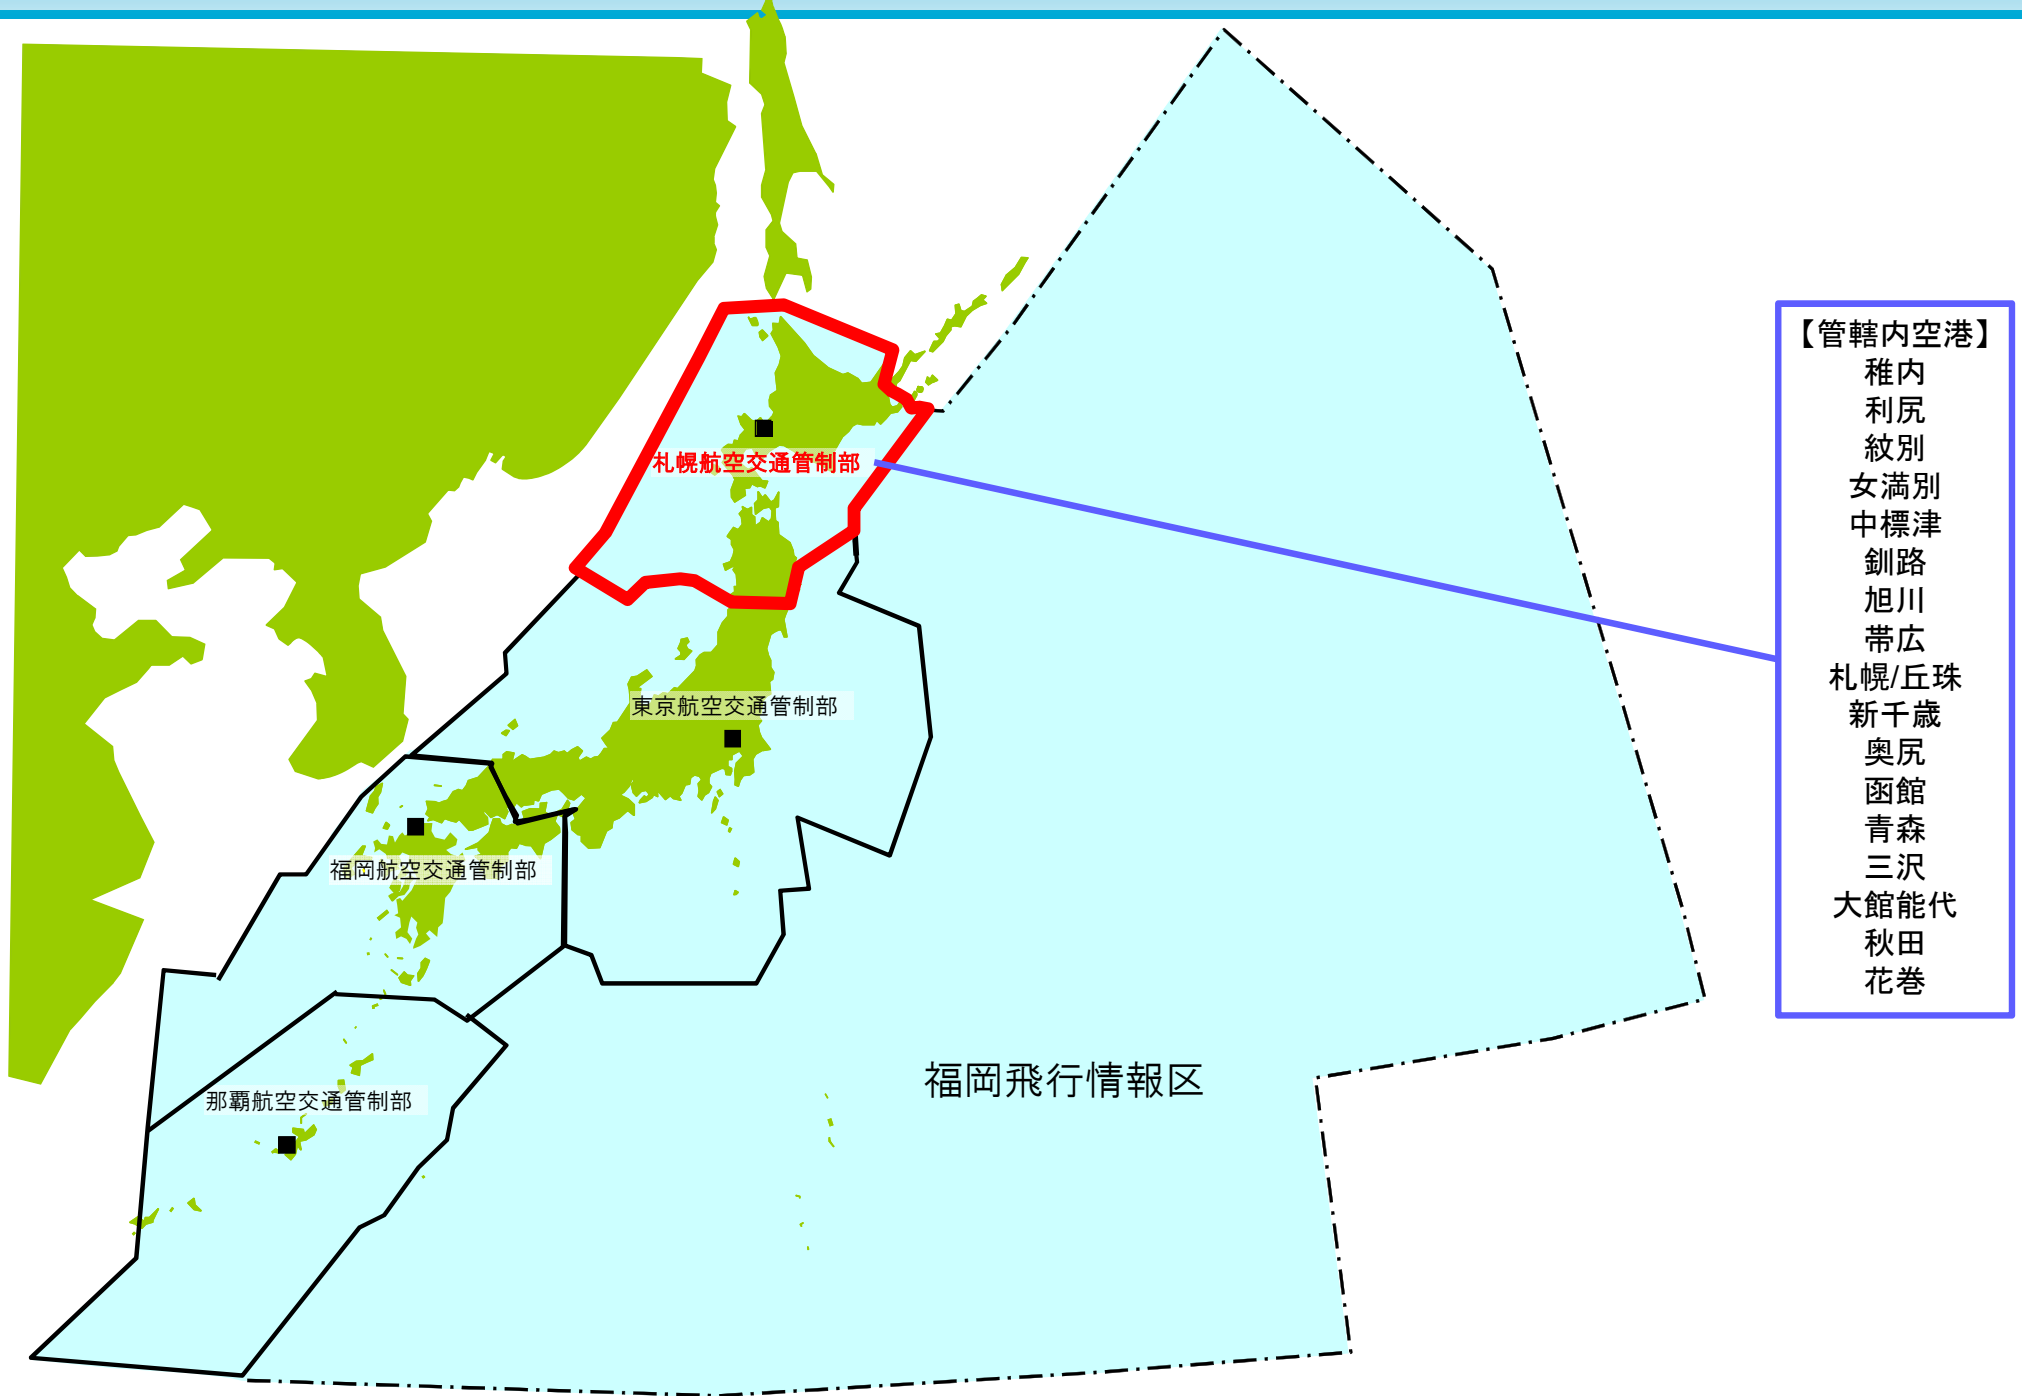 【管轄内空港】
稚内
利尻
紋別
女満別
中標津
釧路
旭川
帯広
札幌/丘珠
新千歳
奥尻
函館
青森
三沢
大館能代
秋田
花巻
札幌航空交通管制部
東京航空交通管制部
福岡航空交通管制部
那覇航空交通管制部
福岡飛行情報区